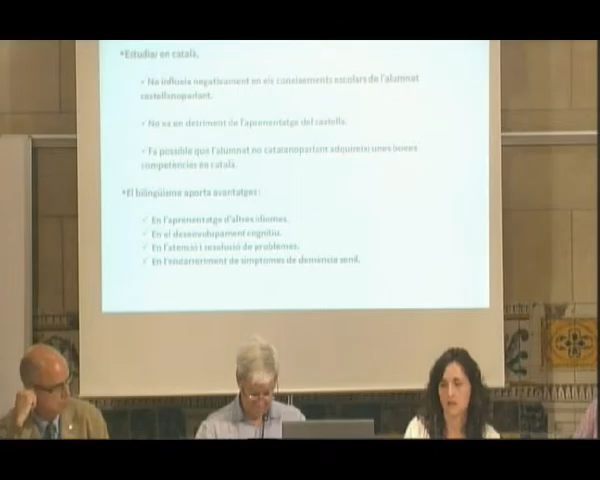 •Estudiar en català,
• No influeix negativament en els coneixements escolars de l'alumnat
castellanoparlant.
• No va en detriment de l'aprenentatge del castellà.
• Fa possible que l'alumnat no catalanoparlant adquireixi unes bones
competències en català.
•El bilingüisme aporta avantatges:
✓ En l'aprenentatge d'altres idiomes.
✓ En el desenvolupament cognitiu.
✓ En l'atenció i resolució de problemes.
✓ En l'endarreriment de símptomes de demència senil.